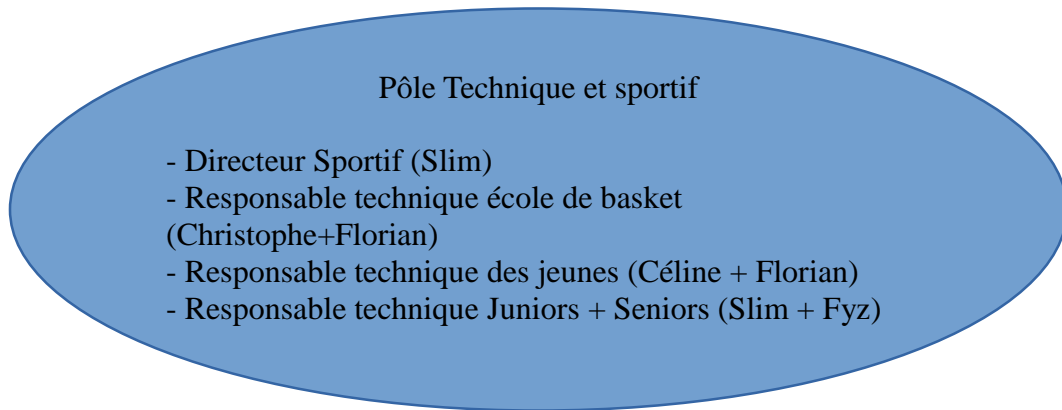 Pôle Technique et sportif
- Directeur Sportif (Slim)
- Responsable technique école de basket
(Christophe+Florian)
- Responsable technique des jeunes (Céline + Florian)
- Responsable technique Juniors + Seniors (Slim + Fyz)